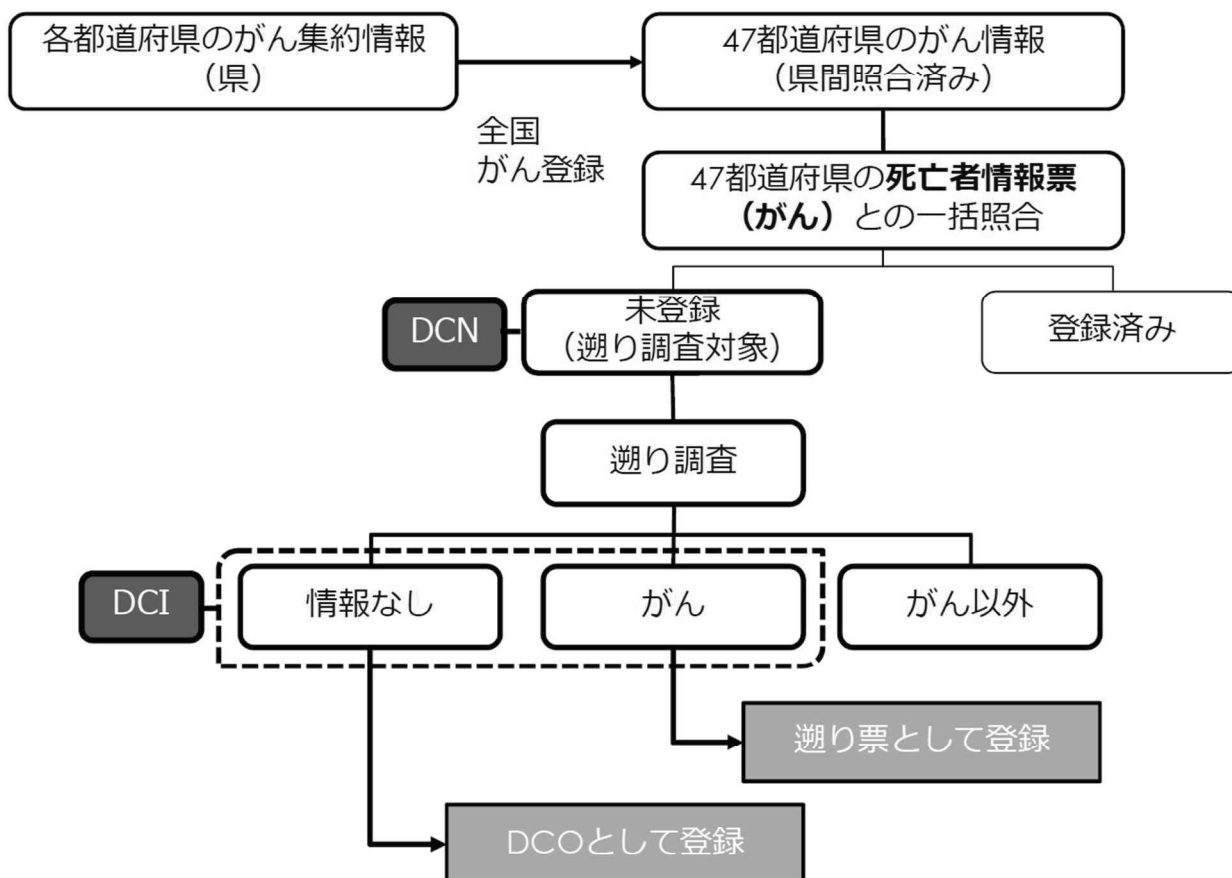 各都道府県のがん集約情報
（県）
47都道府県のがん情報
（県間照合済み）
全国
がん登録
47都道府県の死亡者情報票
（がん）との一括照合
DCN
未登録
（遡り調査対象）
登録済み
遡り調査
DCI
情報なし
がん
がん以外
遡り票として登録
DCOとして登録